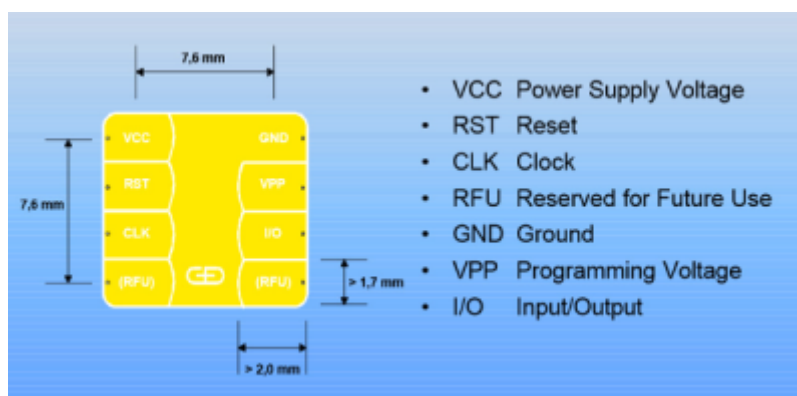 7,6 mm
VCC GND
RST VPP
7,6 mm
CLK I/O
(RFU) (RFU)
> 1,7 mm
> 2,0 mm
• VCC Power Supply Voltage
• RST Reset
• CLK Clock
• RFU Reserved for Future Use
• GND Ground
• VPP Programming Voltage
• I/O Input/Output